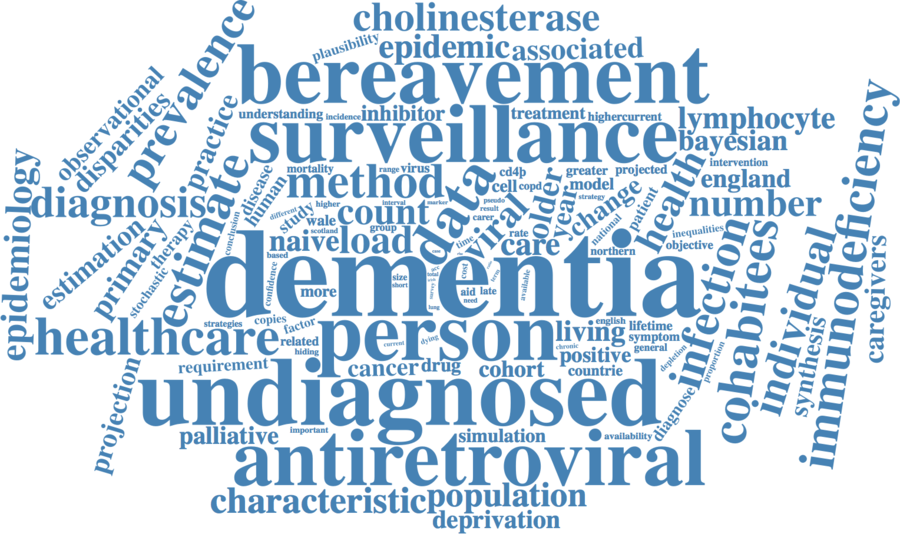 cholinesterase
plausibility
epidemic
associated
bereavement
prevalence
observational
disparities
understanding
incidence
inhibitor
treatment
higher
current
lymphocyte
surveillance
bayesian
practice
mortality
range
virus
cd4þ
greater
projected
intervention
immunodeficiency
epidemiology
diagnosis
estimate
disease
human
method
data
cell
copd
model
strategy
older
year
change
health
patient
england
number
different
study
higher
interval
marker
pseudo
result
carer
wale
count
scotland
group
viral
national
inequalities
objective
conclusion
naive
load
time
rate
care
northern
estimation
primary
stochastic
therapy
based
confidence
dementia
more
size
short
survey
cost
aid
late
need
term
available
infection
cohabitees
individual
synthesis
caregivers
healthcare
strategies
copies
factor
lung
person
english
living
lifetime
symptom
general
related
hiding
current
dying
chronic
positive
depletion
proportion
projection
requirement
cancer
drug
cohort
countrie
undiagnosed
diagnose
palliative
important
simulation
availability
antiretroviral
characteristic
population
deprivation